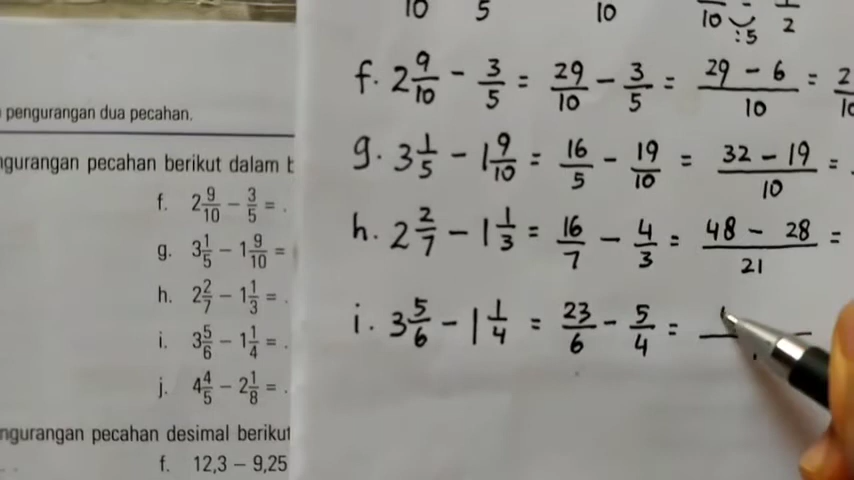 10 5 10 10 :5 2
pengurangan dua pecahan.
ngurangan pecahan berikut dalam b
f. 2 9/10 − 3/5 = .
g. 3 1/5 − 1 9/10 =
h. 2 2/7 − 1 1/3 = .
i. 3 5/6 − 1 1/4 = .
j. 4 4/5 − 2 1/8 = .
ngurangan pecahan desimal berikut
f. 12,3 − 9,25
f. 2 9/10 − 3/5 = 29/10 − 3/5 = (29 − 6)/10 = 2 /10
g. 3 1/5 − 1 9/10 = 16/5 − 19/10 = (32 − 19)/10 =
h. 2 2/7 − 1 1/3 = 16/7 − 4/3 = (48 − 28)/21 =
i. 3 5/6 − 1 1/4 = 23/6 − 5/4 =